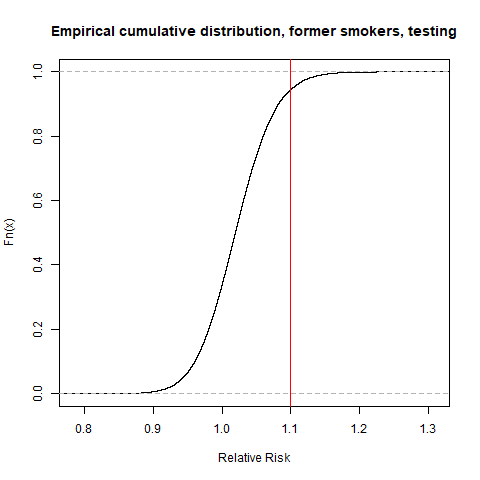 Empirical cumulative distribution, former smokers, testing
1.0
0.8
0.6
0.4
0.2
0.0
Fn(x)
0.8 0.9 1.0 1.1 1.2 1.3
Relative Risk